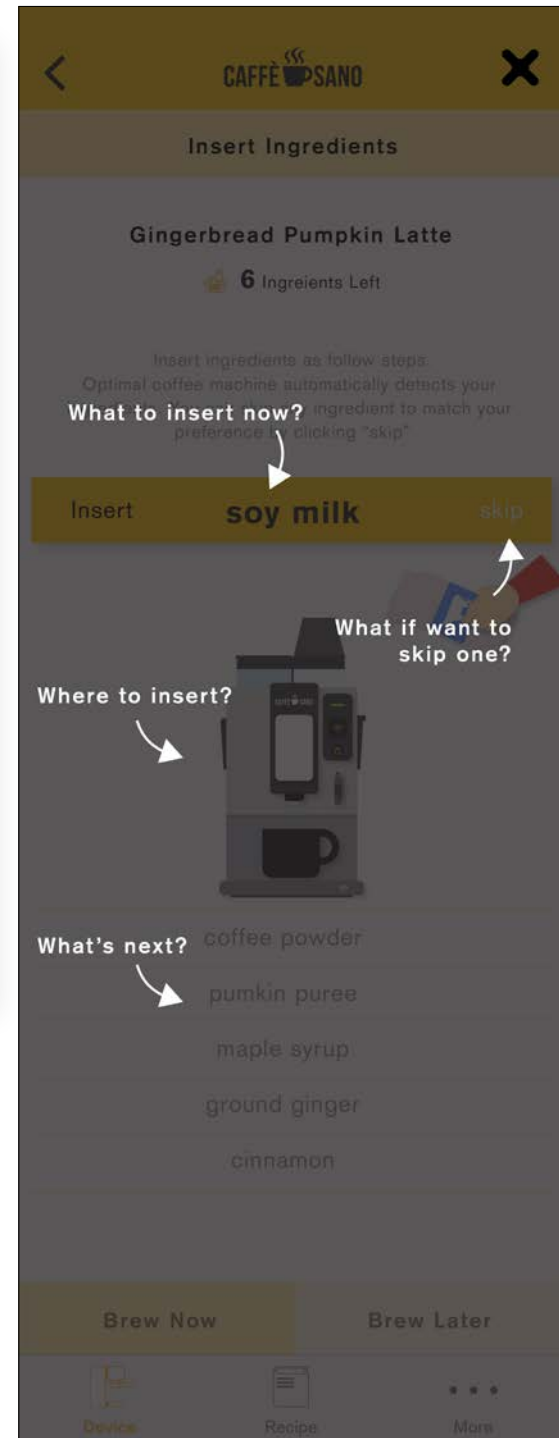 CAFFÈ SANO
Insert Ingredients
Gingerbread Pumpkin Latte
6 Ingreients Left
Insert ingredients as follow steps.
Optimal coffee machine automatically detects your
ingredient to match your
preference by clicking "skip"
What to insert now?
Insert soy milk skip
What if want to
skip one?
Where to insert?
CAFFÈ SANO
What's next?
coffee powder
pumkin puree
maple syrup
ground ginger
cinnamon
Brew Now Brew Later
Device Recipe More